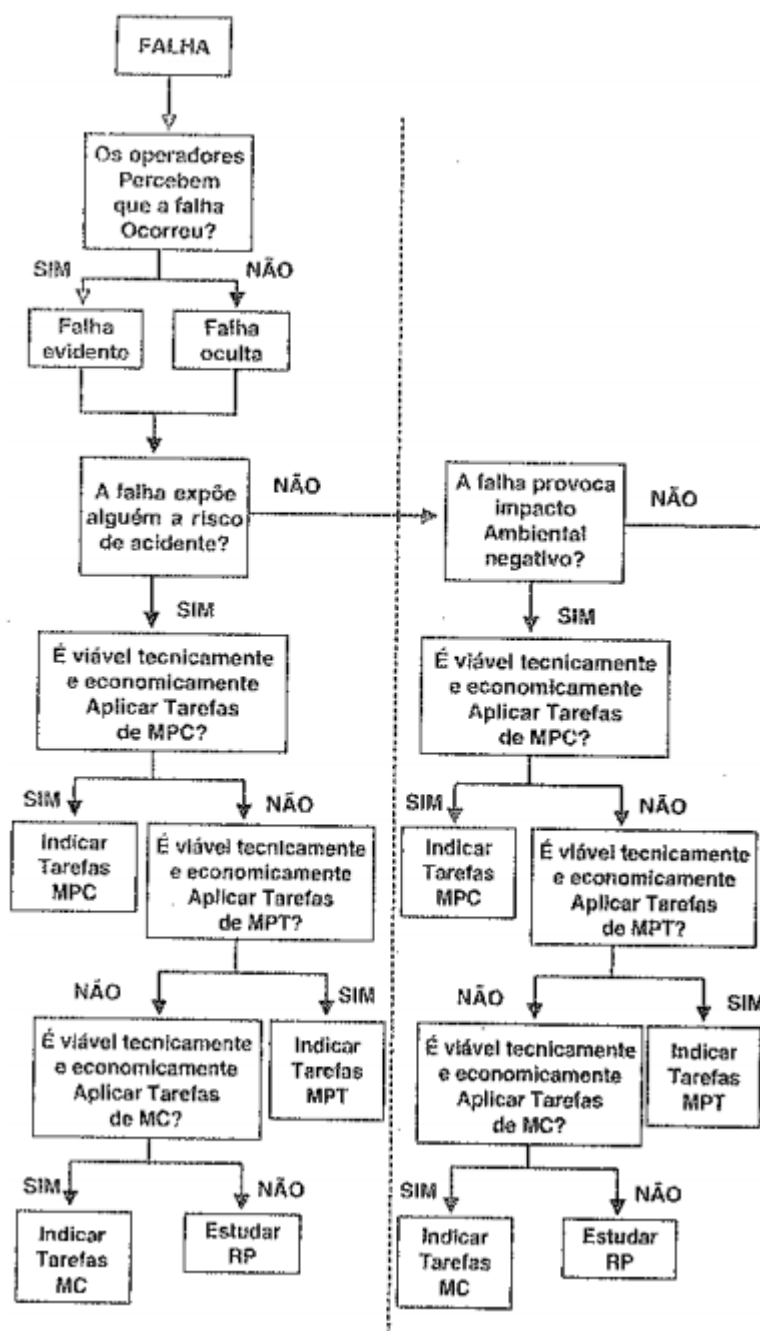 FALHA
Os operadores
Percebem
que a falha
Ocorreu?
SIM
NÃO
Falha
evidento
Falha
oculta
A falha expõe
alguém a risco
de acidente?
NÃO
SIM
É viável tecnicamente
e economicamente
Aplicar Tarefas
de MPC?
SIM
NÃO
Indicar
Tarefas
MPC
É viável tecnicamente
e economicamente
Aplicar Tarefas
de MPT?
NÃO
SIM
É viável tecnicamente
e economicamente
Aplicar Tarefas
de MC?
Indicar
Tarefas
MPT
SIM
NÃO
Indicar
Tarefas
MC
Estudar
RP
A falha provoca
impacto
Ambiental
negativo?
NÃO
SIM
É viável tecnicamente
e economicamente
Aplicar Tarefas
de MPC?
SIM
NÃO
Indicar
Tarefas
MPC
É viável tecnicamente
e economicamente
Aplicar Tarefas
de MPT?
NÃO
SIM
É viável tecnicamente
e economicamente
Aplicar Tarefas
de MC?
Indicar
Tarefas
MPT
SIM
NÃO
Indicar
Tarefas
MC
Estudar
RP